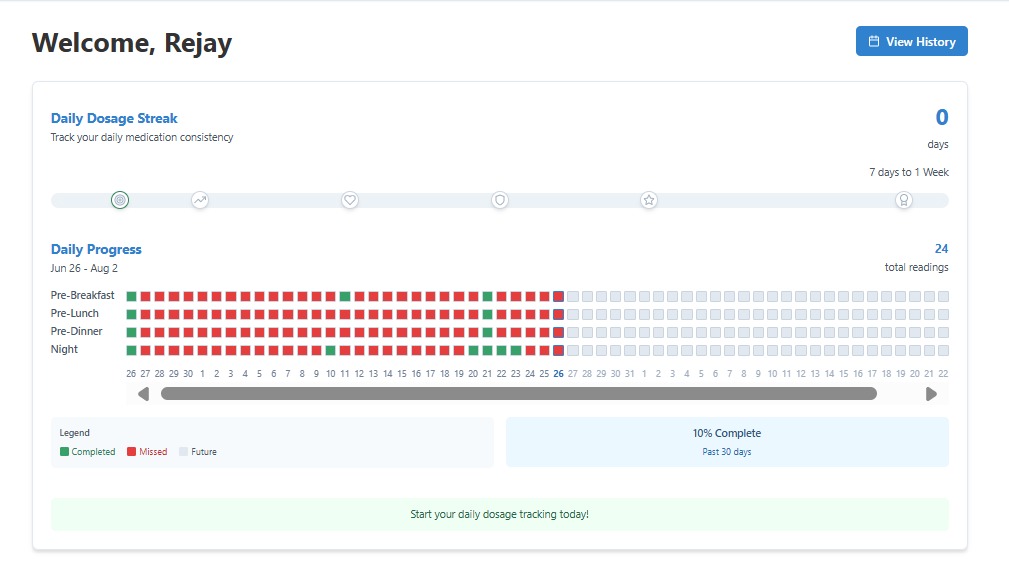 Welcome, Rejay
View History
Daily Dosage Streak
0
Track your daily medication consistency
days
7 days to 1 Week
Daily Progress
24
Jun 26 - Aug 2
total readings
Pre-Breakfast
Pre-Lunch
Pre-Dinner
Night
26 27 28 29 30 1 2 3 4 5 6 7 8 9 10 11 12 13 14 15 16 17 18 19 20 21 22 23 24 25 26 27 28 29 30 31 1 2 3 4 5 6 7 8 9 10 11 12 13 14 15 16 17 18 19 20 21 22
Legend
Completed Missed Future
10% Complete
Past 30 days
Start your daily dosage tracking today!